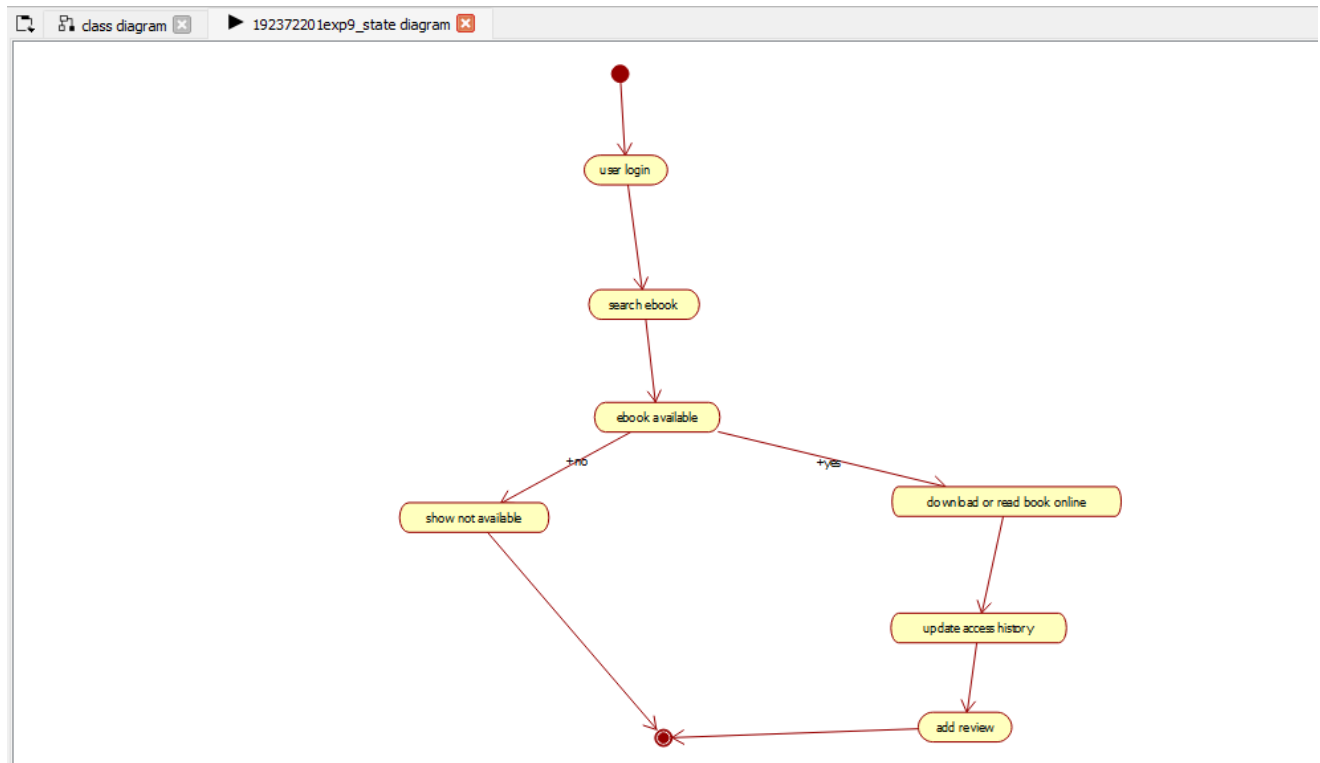 class diagram
192372201exp9_state diagram
user login
search ebook
ebook available
+no
+yes
download or read book online
show not available
update access history
add review